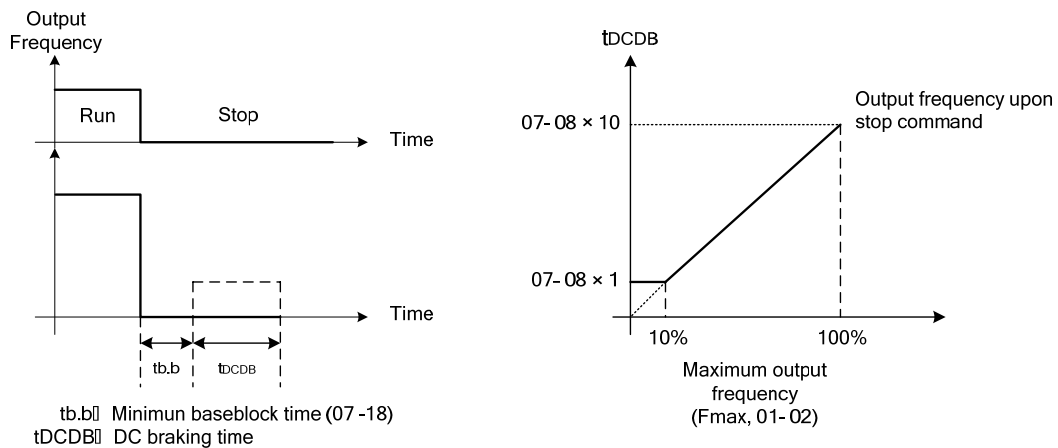 Output
Frequency
Run
Stop
Time
Time
tb.b
tDCDB
tb.b▯ Minimun baseblock time (07-18)
tDCDB▯ DC braking time
tDCDB
07-08 × 10
07-08 × 1
Output frequency upon
stop command
10%
100%
Maximum output
frequency
(Fmax, 01-02)